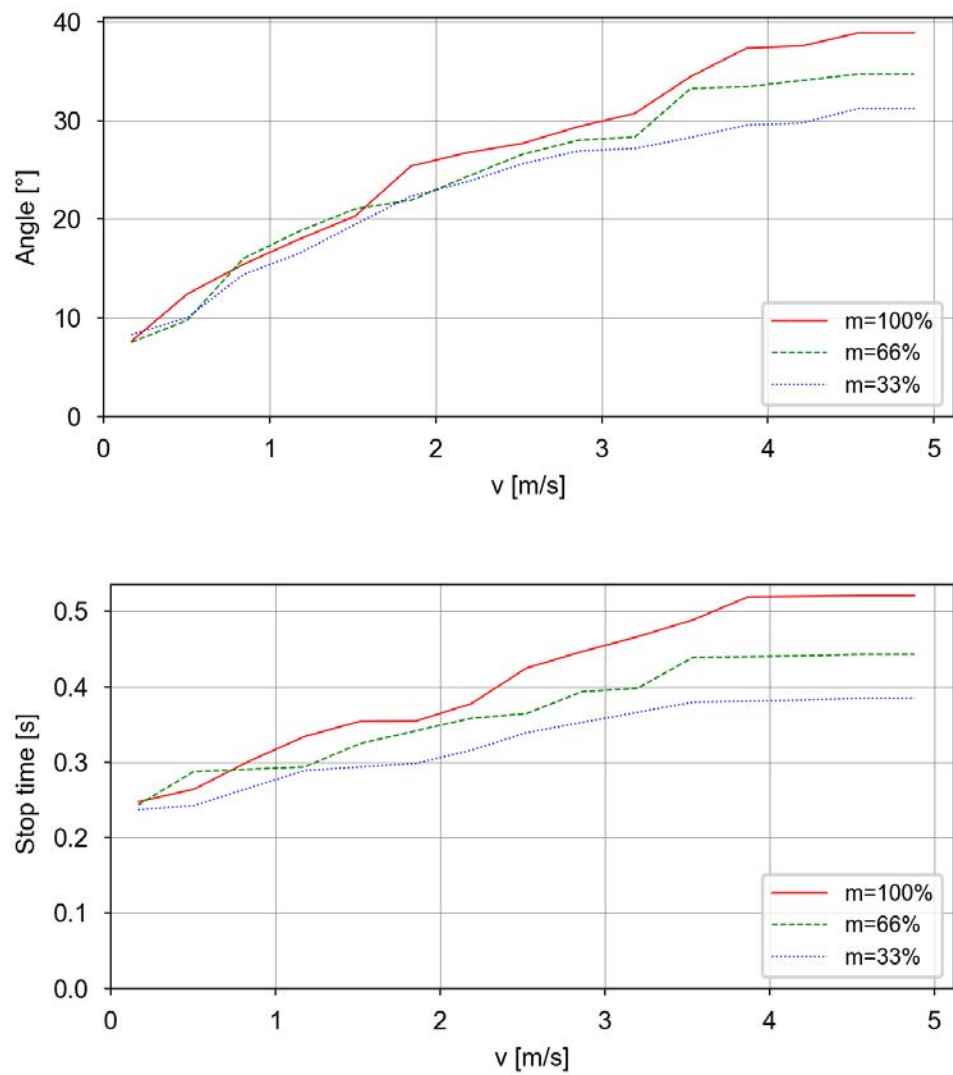 40
30
20
10
0
Angle [°]
0 1 2 3 4 5
v [m/s]
m=100%
m=66%
m=33%
0.5
0.4
0.3
0.2
0.1
0.0
Stop time [s]
0 1 2 3 4 5
v [m/s]
m=100%
m=66%
m=33%